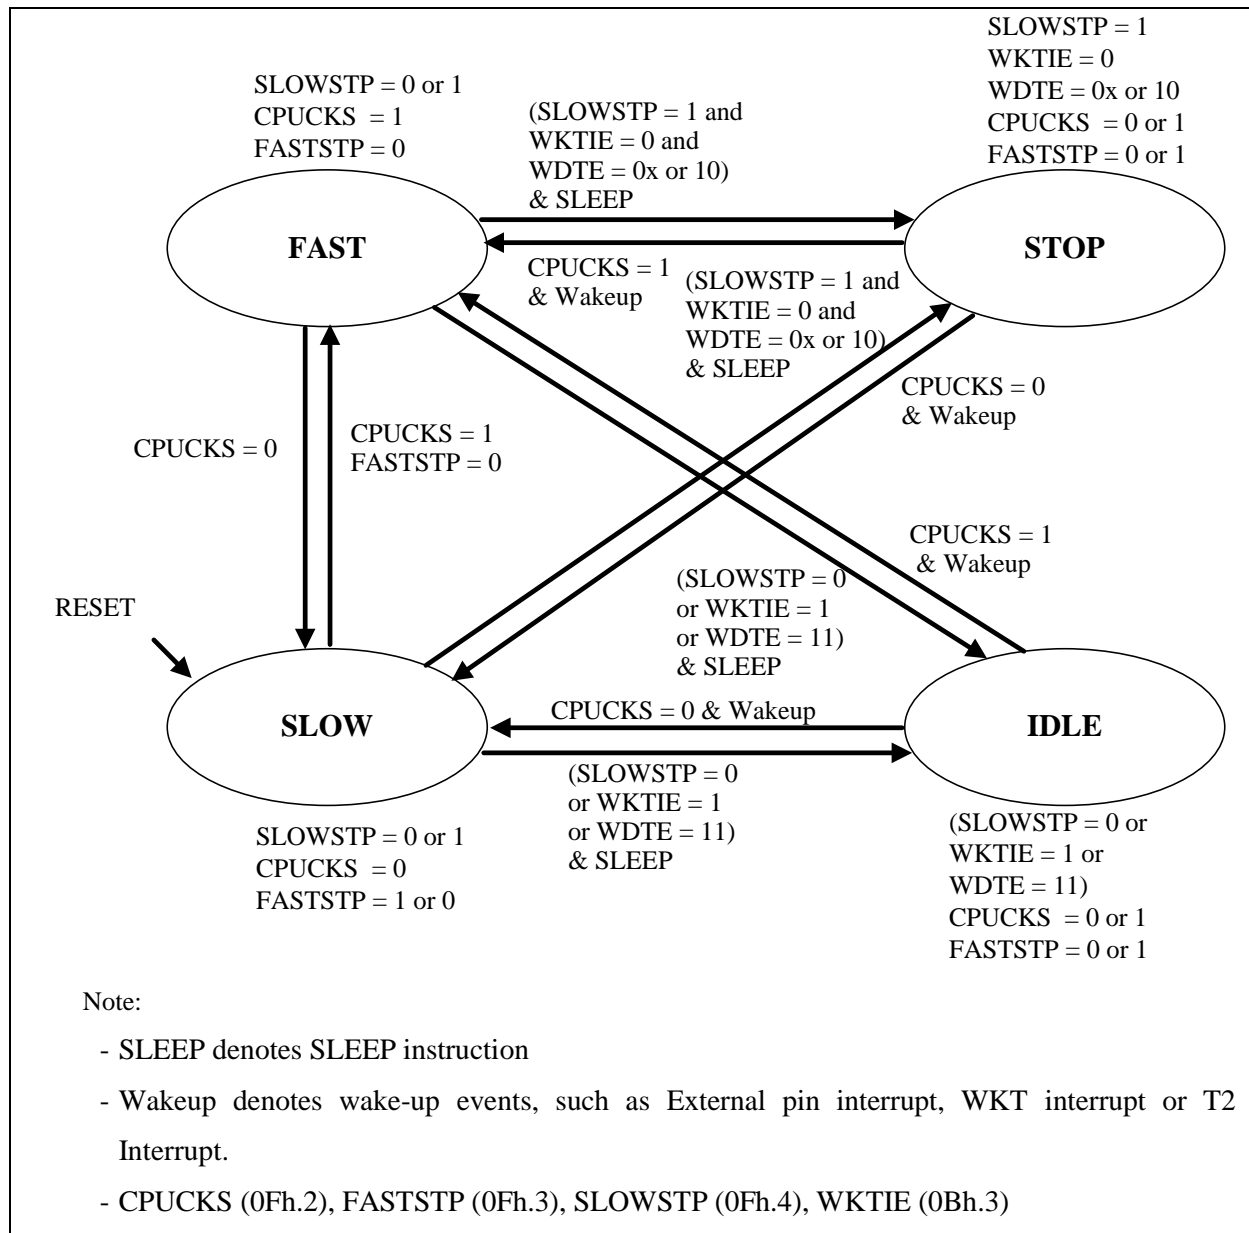 SLOWSTP = 1
WKTIE = 0
WDTE = 0x or 10
CPUCKS = 0 or 1
FASTSTP = 0 or 1
SLOWSTP = 0 or 1
CPUCKS = 1
FASTSTP = 0
(SLOWSTP = 1 and
WKTIE = 0 and
WDTE = 0x or 10)
& SLEEP
FAST
STOP
CPUCKS = 1
& Wakeup
(SLOWSTP = 1 and
WKTIE = 0 and
WDTE = 0x or 10)
& SLEEP
CPUCKS = 0
& Wakeup
CPUCKS = 0
CPUCKS = 1
FASTSTP = 0
CPUCKS = 1
& Wakeup
(SLOWSTP = 0
or WKTIE = 1
or WDTE = 11)
& SLEEP
RESET
SLOW
CPUCKS = 0 & Wakeup
IDLE
(SLOWSTP = 0
or WKTIE = 1
or WDTE = 11)
& SLEEP
SLOWSTP = 0 or 1
CPUCKS = 0
FASTSTP = 1 or 0
(SLOWSTP = 0 or
WKTIE = 1 or
WDTE = 11)
CPUCKS = 0 or 1
FASTSTP = 0 or 1
Note:
- SLEEP denotes SLEEP instruction
- Wakeup denotes wake-up events, such as External pin interrupt, WKT interrupt or T2
Interrupt.
- CPUCKS (0Fh.2), FASTSTP (0Fh.3), SLOWSTP (0Fh.4), WKTIE (0Bh.3)